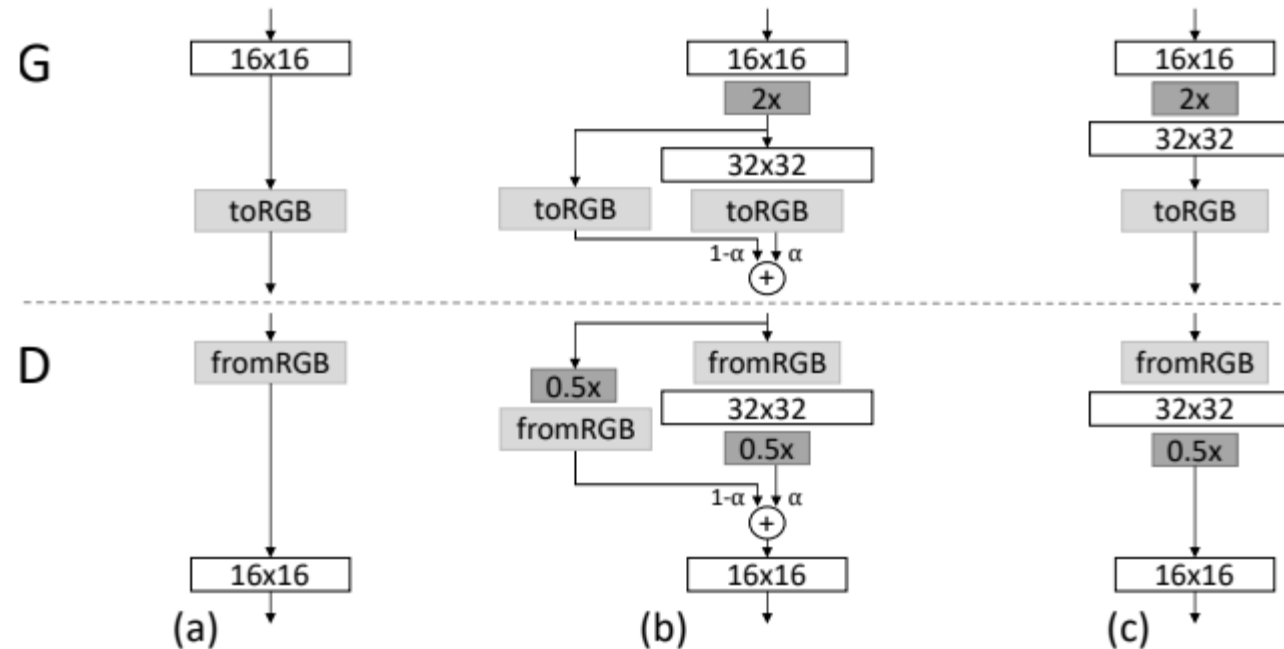 G
16x16
toRGB
16x16
2x
32x32
toRGB
toRGB
1-α
α
+
16x16
2x
32x32
toRGB
D
fromRGB
16x16
(a)
0.5x
fromRGB
fromRGB
32x32
0.5x
1-α
α
+
16x16
(b)
fromRGB
32x32
0.5x
16x16
(c)